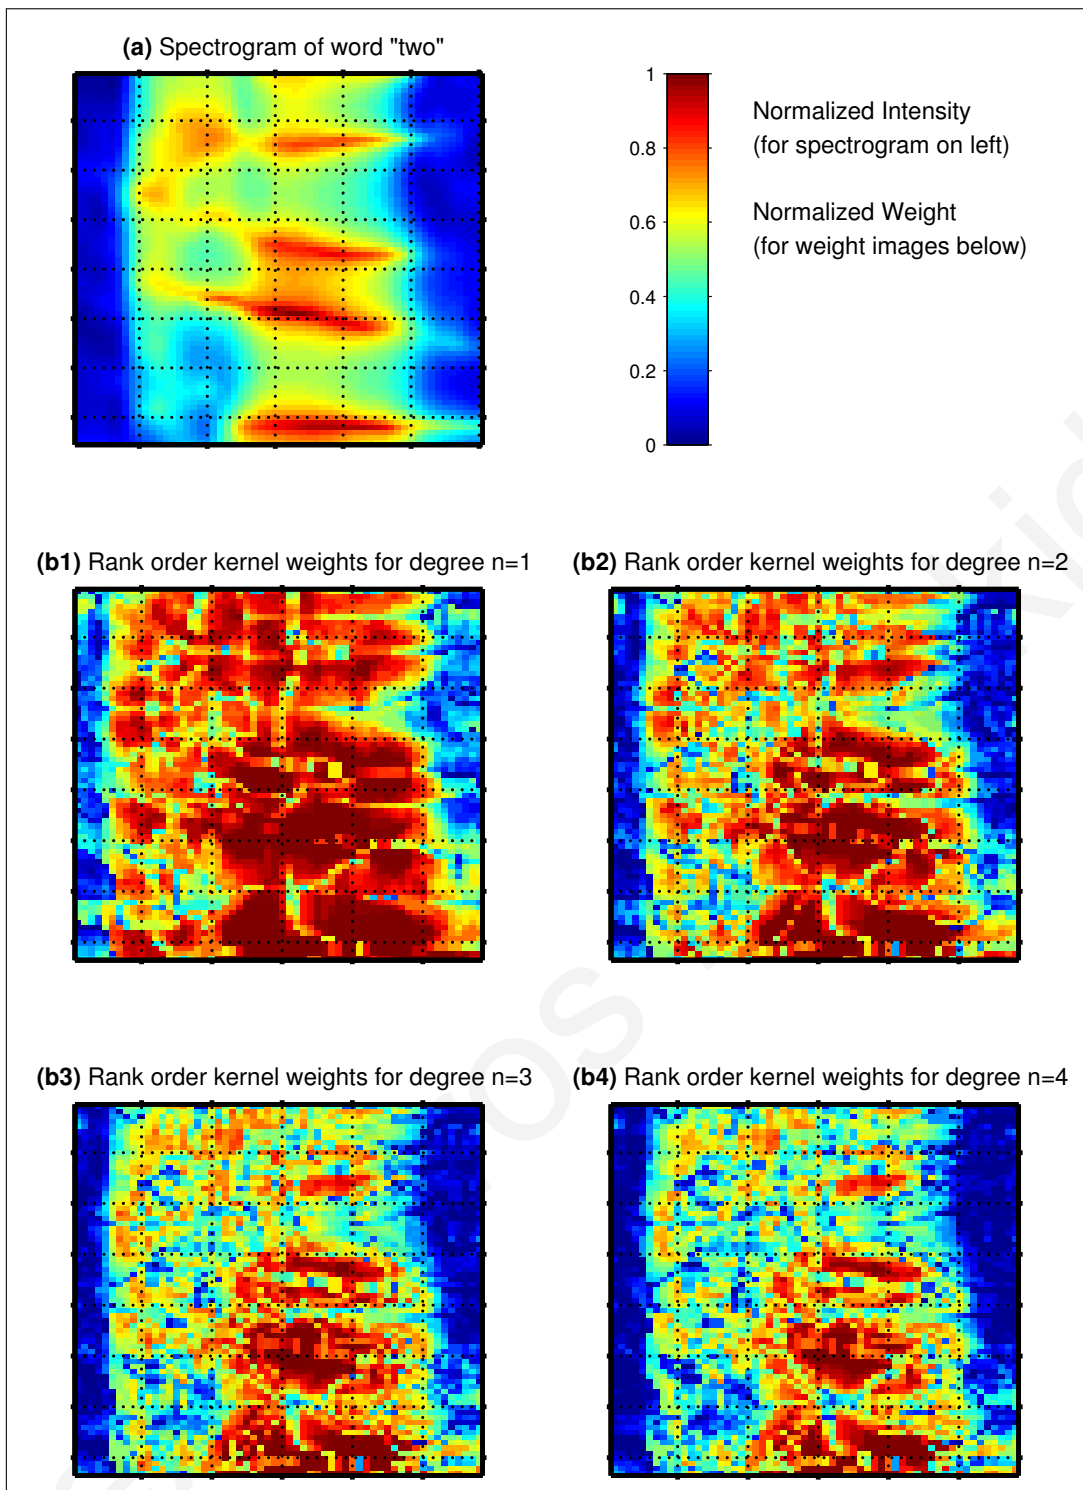 (a) Spectrogram of word "two"
1
0.8
0.6
0.4
0.2
0
Normalized Intensity
(for spectrogram on left)
Normalized Weight
(for weight images below)
(b1) Rank order kernel weights for degree n=1
(b2) Rank order kernel weights for degree n=2
(b3) Rank order kernel weights for degree n=3
(b4) Rank order kernel weights for degree n=4